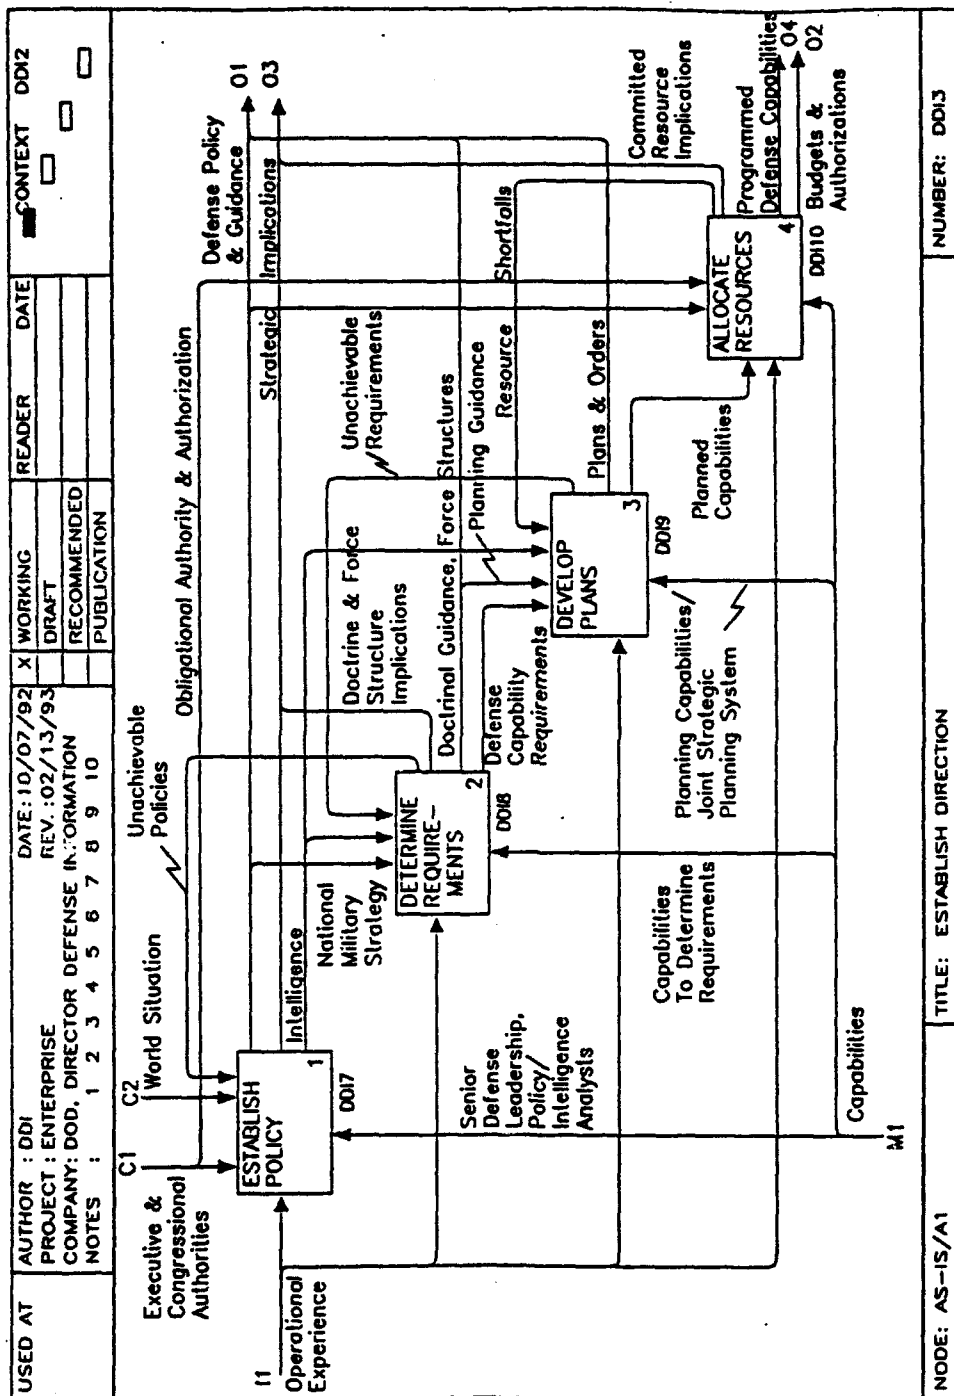 USED AT
AUTHOR : DDI
PROJECT : ENTERPRISE
COMPANY: DOD, DIRECTOR DEFENSE INFORMATION
NOTES : 1 2 3 4 5 6 7 8 9 10
DATE: 10/07/92
REV. : 02/13/93
X WORKING
DRAFT
RECOMMENDED
PUBLICATION
READER DATE
CONTEXT DDI2
C1
C2
Executive &
Congressional
Authorities
World Situation
Unachievable
Policies
Obligational Authority & Authorization
Defense Policy
& Guidance
O1
O3
Strategic Implications
I1
Operational
Experience
ESTABLISH
POLICY
1
DDI7
Intelligence
National
Military
Strategy
Doctrine & Force
Structure
Implications
Unachievable
Requirements
DETERMINE
REQUIRE-
MENTS
2
DDI8
Doctrinal Guidance, Force Structures
Planning Guidance
Defense
Capability
Requirements
Resource Shortfalls
DEVELOP
PLANS
3
DDI9
Plans & Orders
Planned
Capabilities
Committed
Resource
Implications
ALLOCATE
RESOURCES
4
DDI10
Programmed
Defense Capabilities
O4
O2
Budgets &
Authorizations
Senior
Defense
Leadership,
Policy/
Intelligence
Analysts
Capabilities
To Determine
Requirements
Planning Capabilities/
Joint Strategic
Planning System
Capabilities
M1
NODE: AS-IS/A1
TITLE: ESTABLISH DIRECTION
NUMBER: DDI3